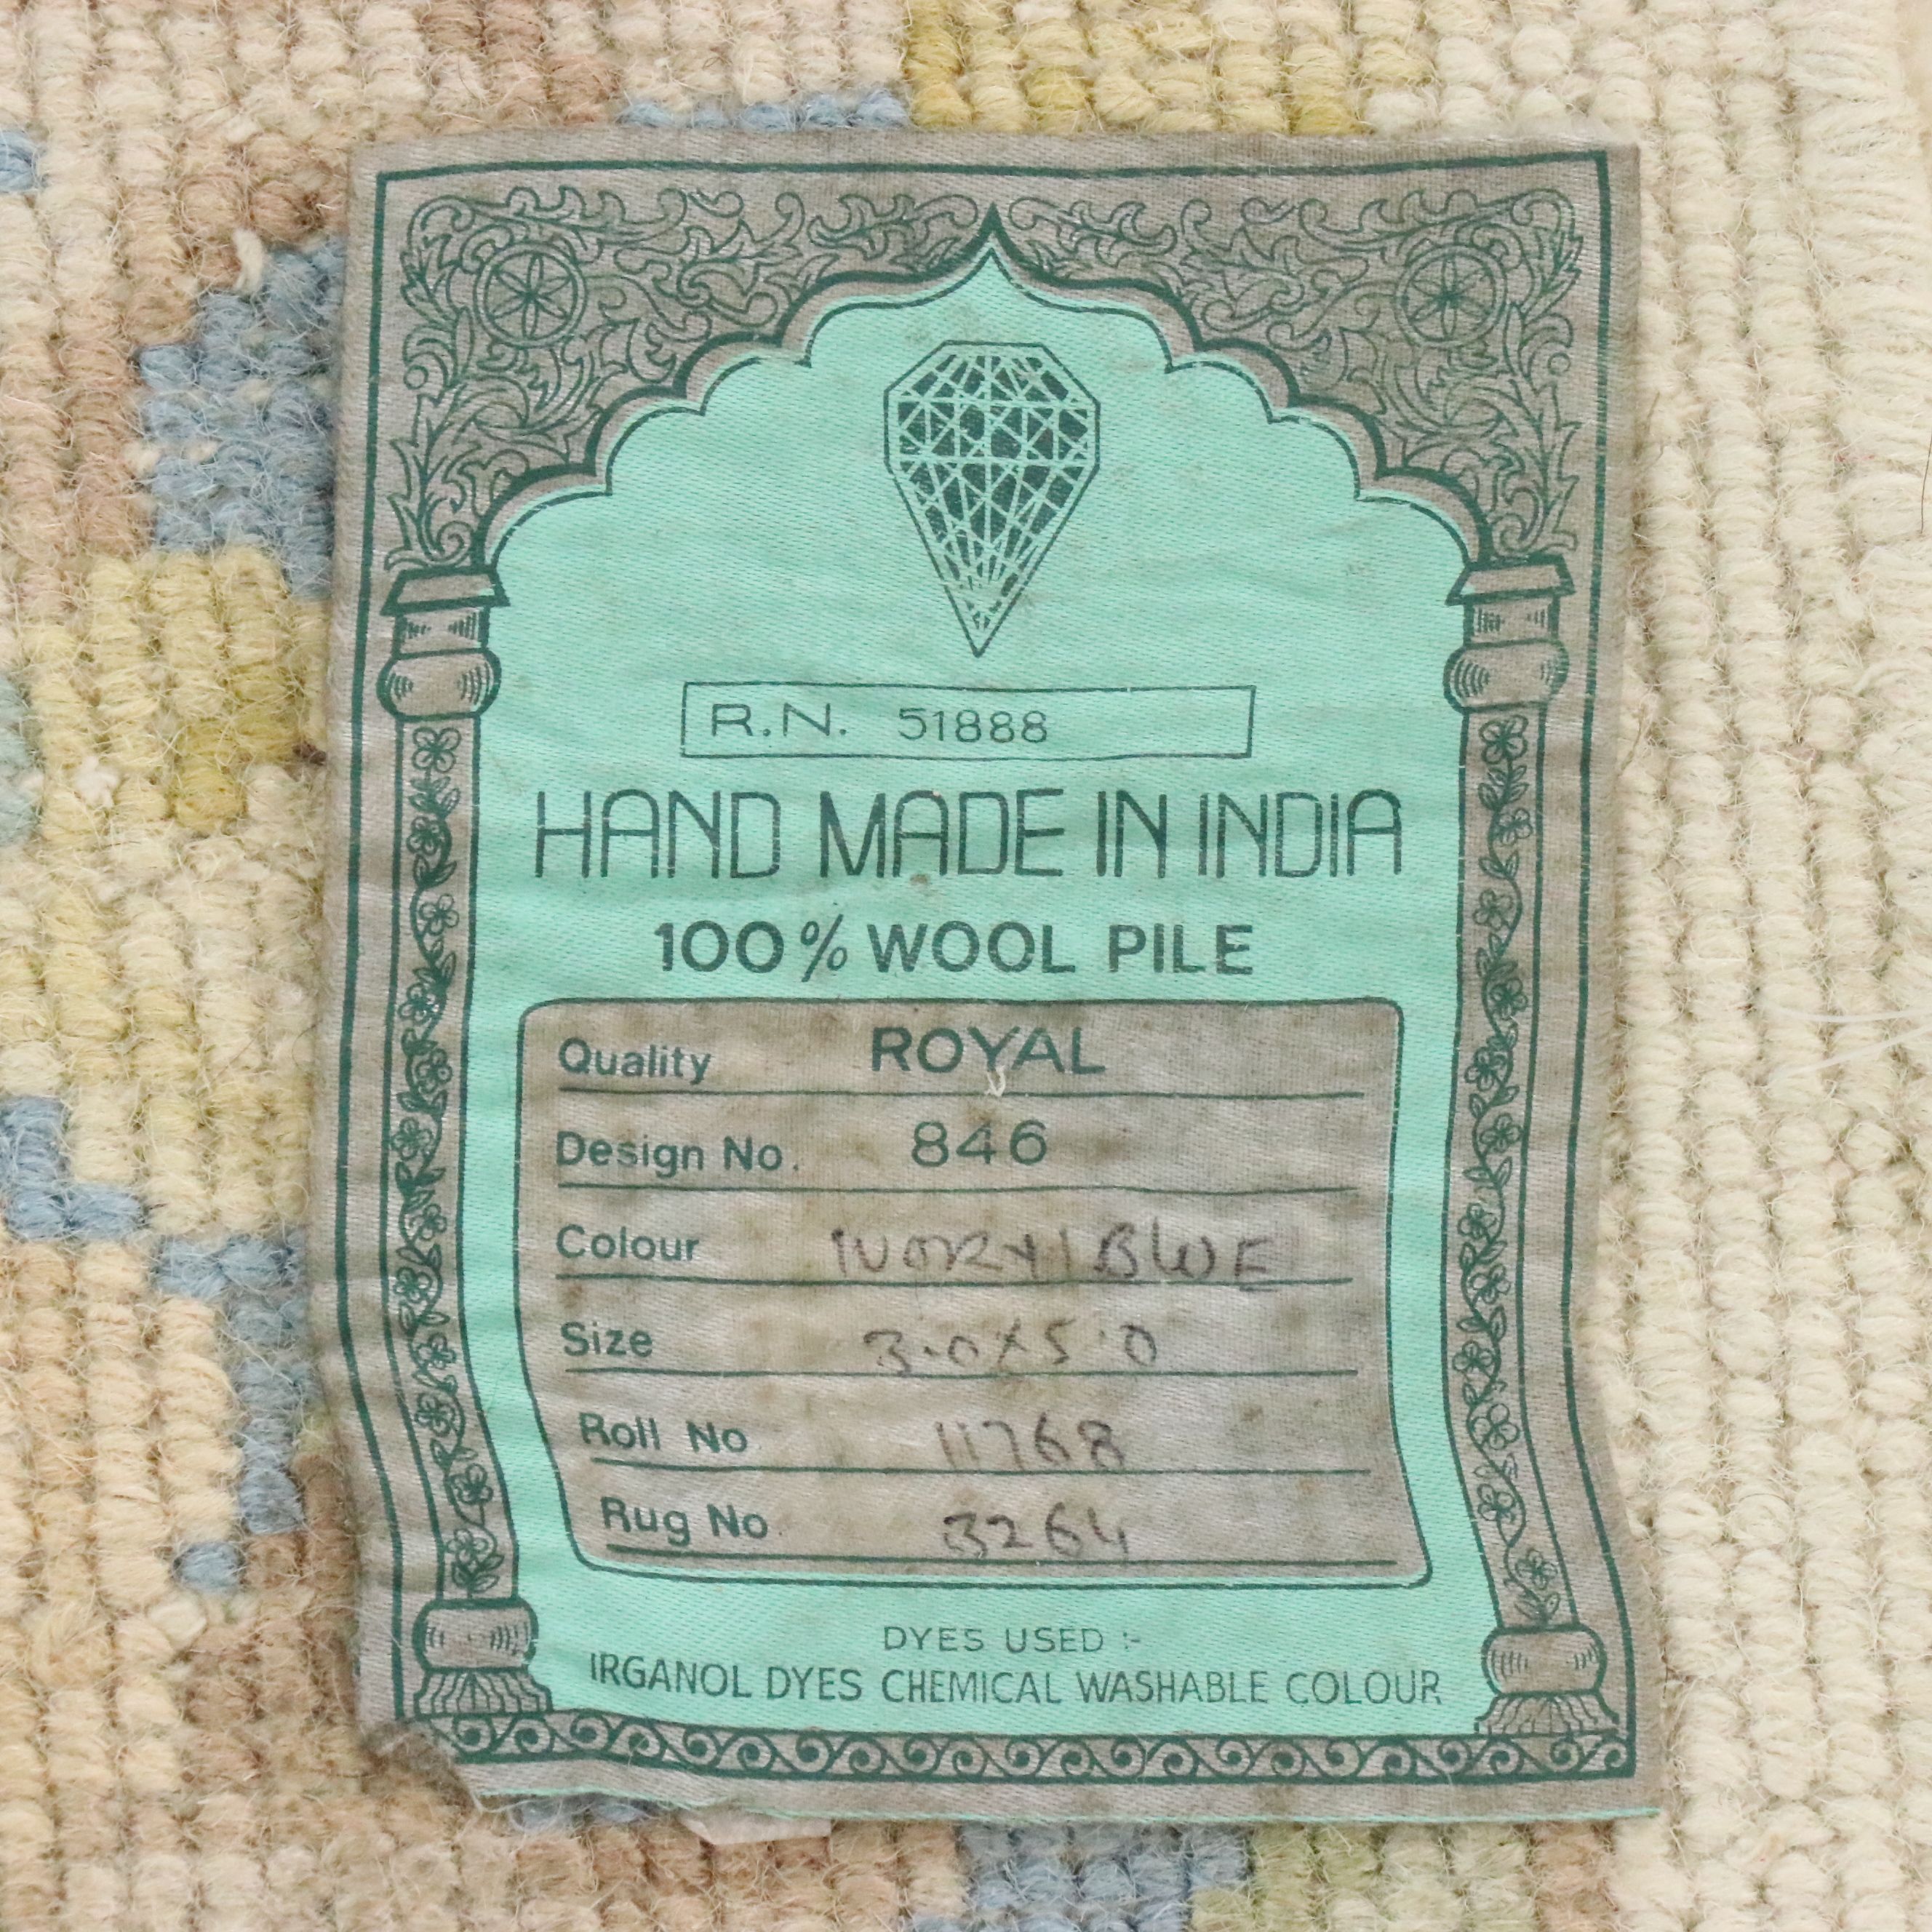 R.N. 51888
HAND MADE IN INDIA
100% WOOL PILE
Quality ROYAL
Design No. 846
Colour IVORY/BLUE
Size 3.0x5.0
Roll No 11768
Rug No 3264
DYES USED :-
IRGANOL DYES CHEMICAL WASHABLE COLOUR